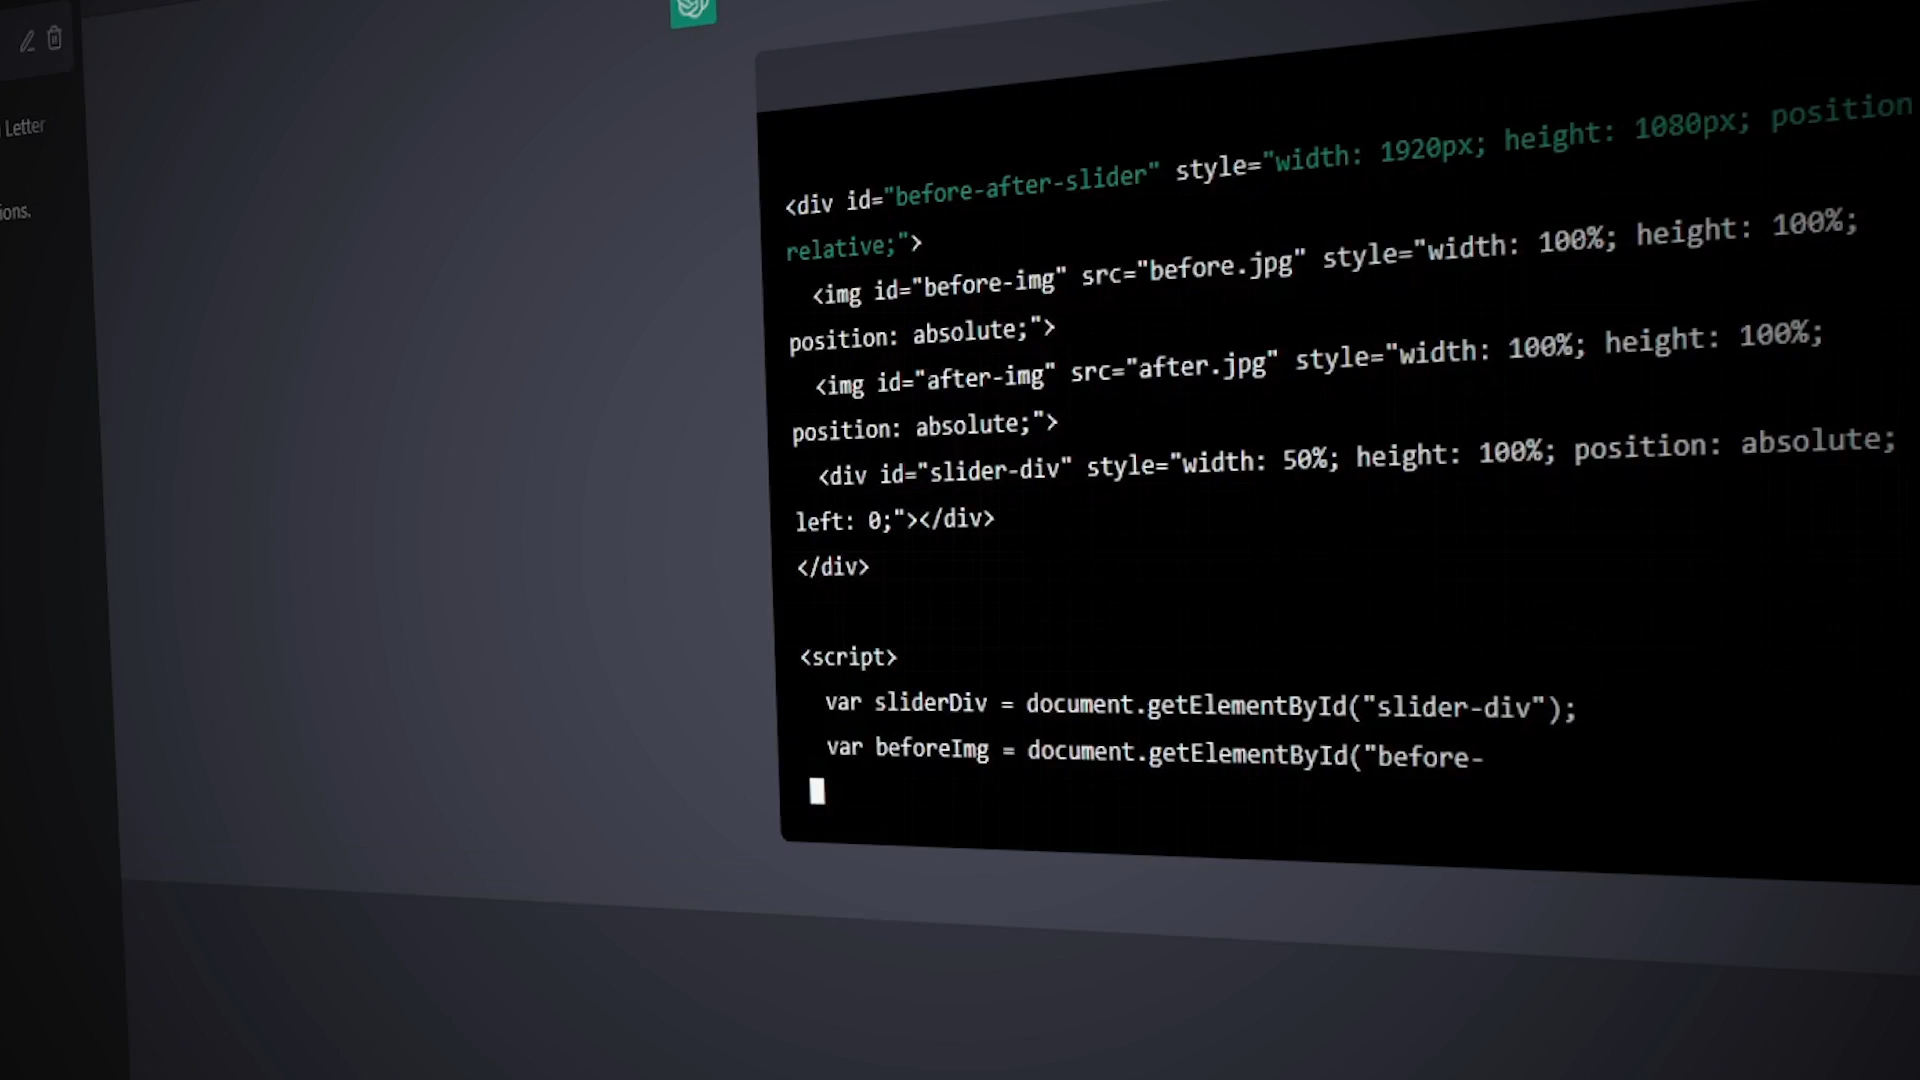 Letter
ions.
<div id="before-after-slider" style="width: 1920px; height: 1080px; position
relative;">
<img id="before-img" src="before.jpg" style="width: 100%; height: 100%;
position: absolute;">
<img id="after-img" src="after.jpg" style="width: 100%; height: 100%;
position: absolute;">
<div id="slider-div" style="width: 50%; height: 100%; position: absolute;
left: 0;"></div>
</div>
<script>
var sliderDiv = document.getElementById("slider-div");
var beforeImg = document.getElementById("before-